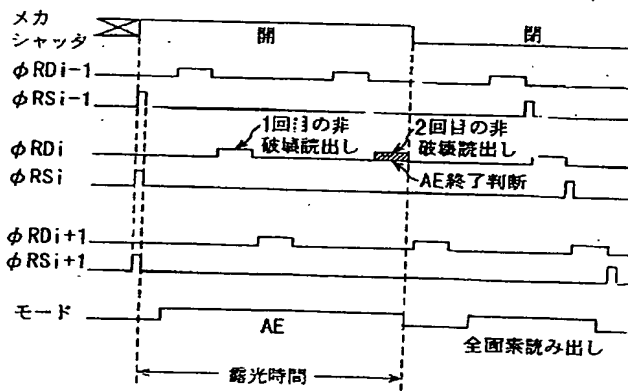 メカ
シャッタ
開
閉
φRDi-1
φRSi-1
1回目の非
破壊読出し
2回目の非
破壊読出し
φRDi
AE終了判断
φRSi
φRDi+1
φRSi+1
モード
AE
全画素読み出し
露光時間